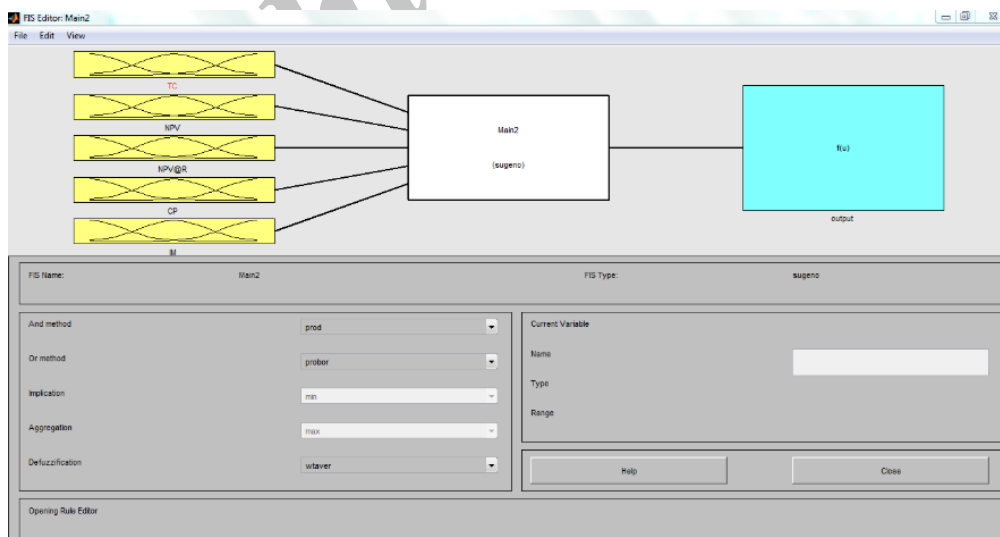 FIS Editor: Main2
File Edit View
TC
NPV
NPV@R
CP
IM
Main2
(sugeno)
f(u)
output
FIS Name: Main2 FIS Type: sugeno
And method prod
Or method probor
Implication min
Aggregation max
Defuzzification wtaver
Current Variable
Name
Type
Range
Help Close
Opening Rule Editor